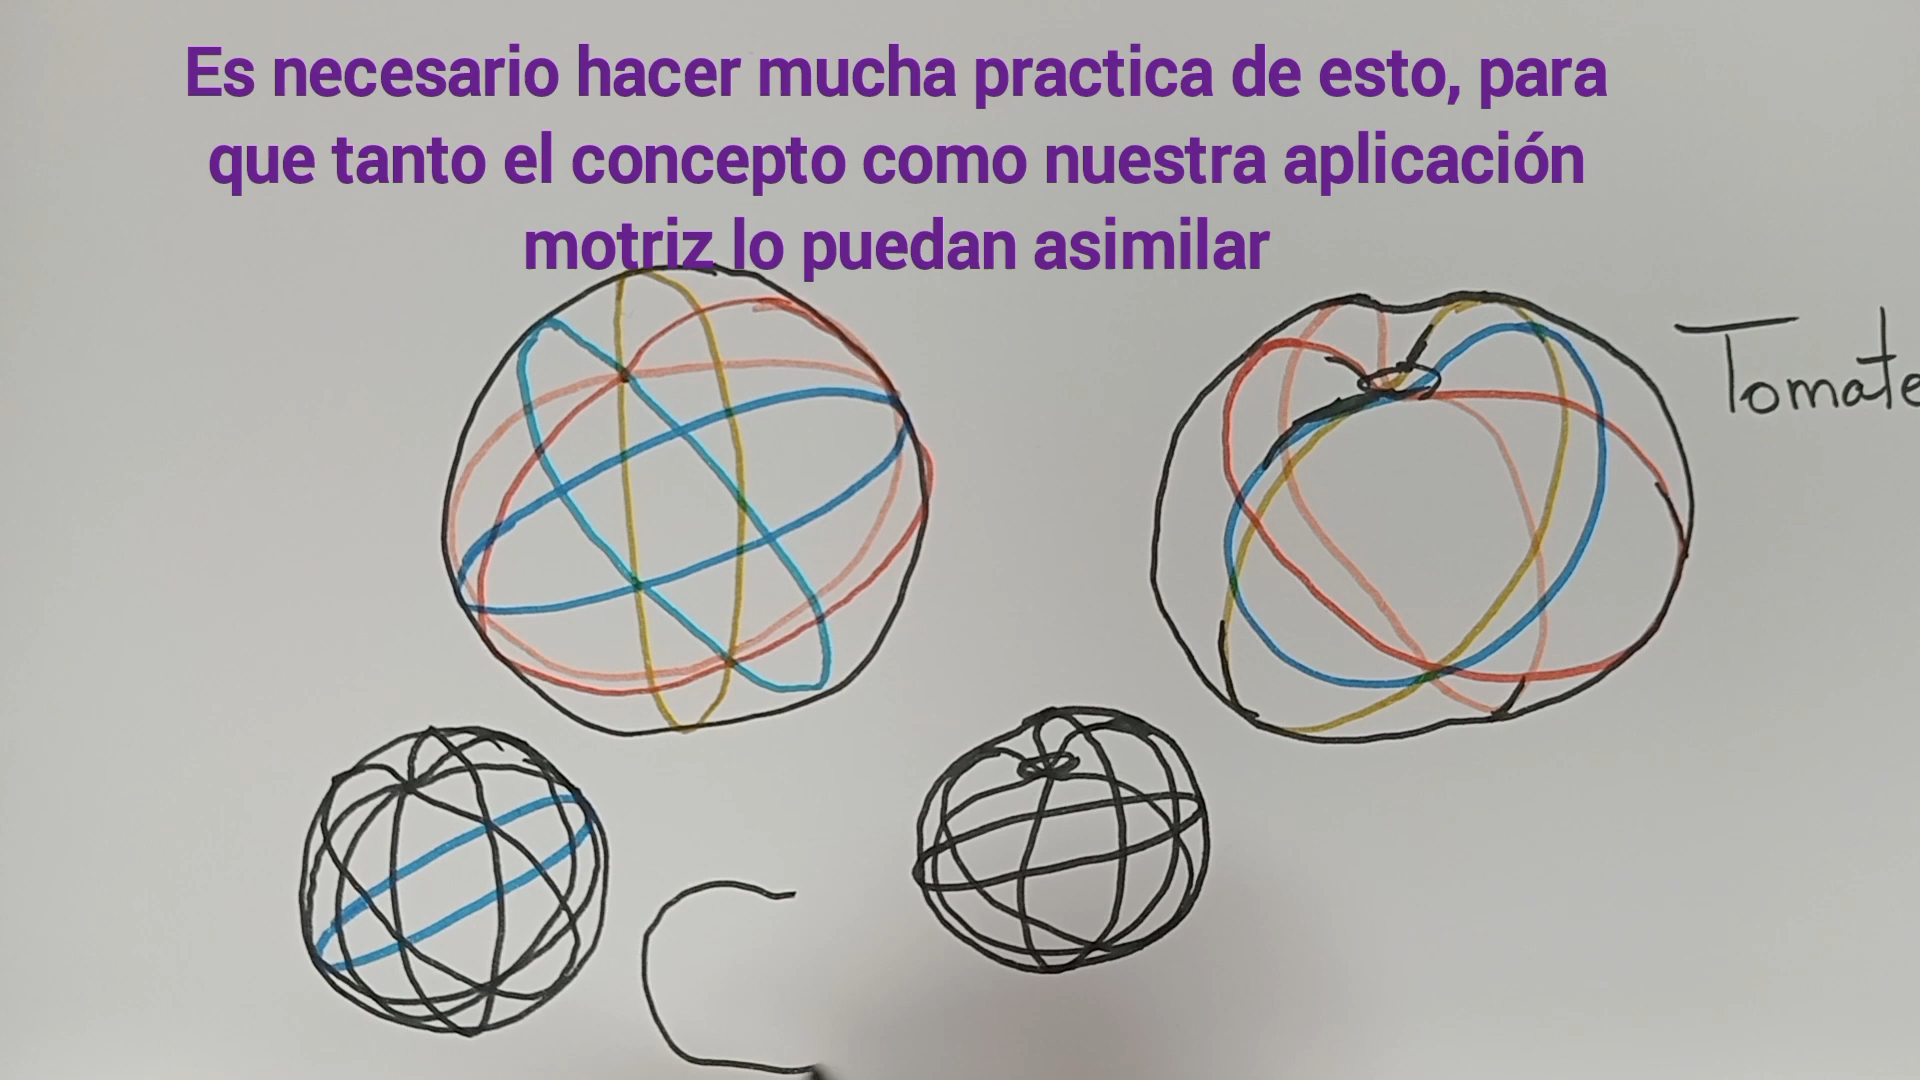 Es necesario hacer mucha practica de esto, para
que tanto el concepto como nuestra aplicación
motriz lo puedan asimilar
Tomate